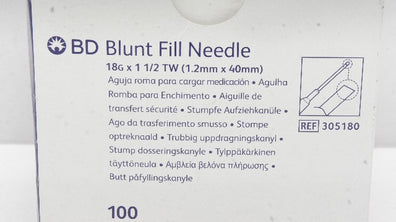 BD Blunt Fill Needle
18G x 1 1/2 TW (1.2mm x 40mm)
Aguja roma para cargar medicación • Agulha
Romba para Enchimento • Aiguille de
transfert sécurité • Stumpfe Aufziehkanüle •
Ago da trasferimento smusso • Stompe
optreknaald • Trubbig uppdragningskanyl •
Stump doseringskanyle • Tylppäkärkinen
täyttöneula • Αμβλεία βελόνα πλήρωσης •
Butt påfyllingskanyle
REF 305180
100